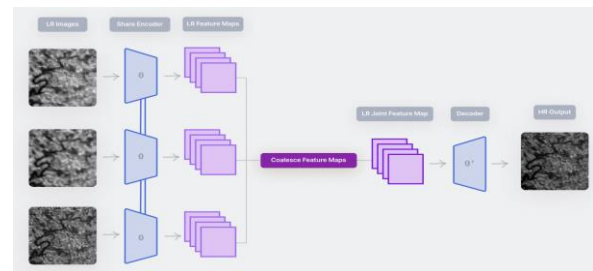 LR Images
Share Encoder
LR Feature Maps
Θ
Θ
Θ
Coalesce Feature Maps
LR Joint Feature Map
Decoder
Θ⁺
HR Output